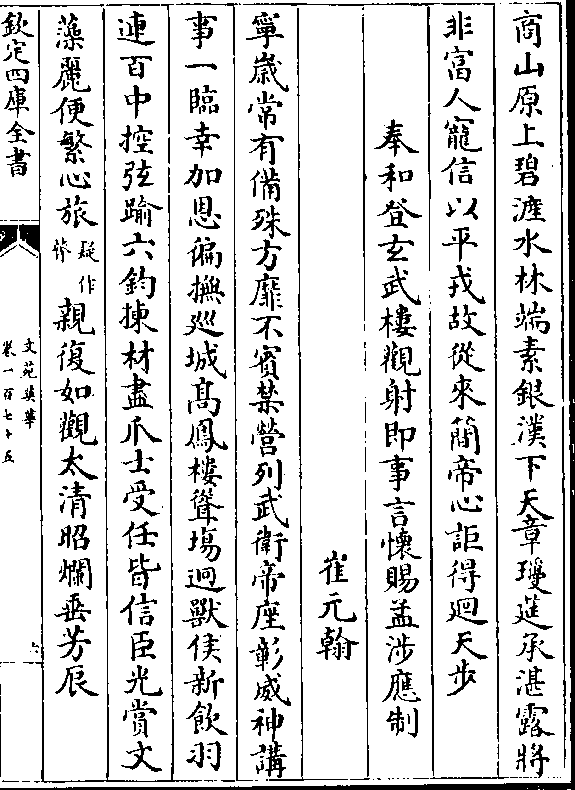 商山原上碧滻水林端素銀漢下天章瓊筵承湛露將
非富人寵信以平戎故從來簡帝心詎得迴天步
奉和登玄武樓觀射即事言懷賜孟涉應制
崔元翰
寧歲常有備殊方靡不賓禁營列武衛帝座彰威神講
事一臨幸加恩徧撫巡城髙鳳樓聳塲迥獸侯新飲羽
連百中控弦踰六鈞揀材盡爪士受任皆信臣光賞文
藻麗便繁心旅疑作膂親復如觀太清昭爛垂芳辰
欽定四庫全書
文苑英華
卷一百七十五
六